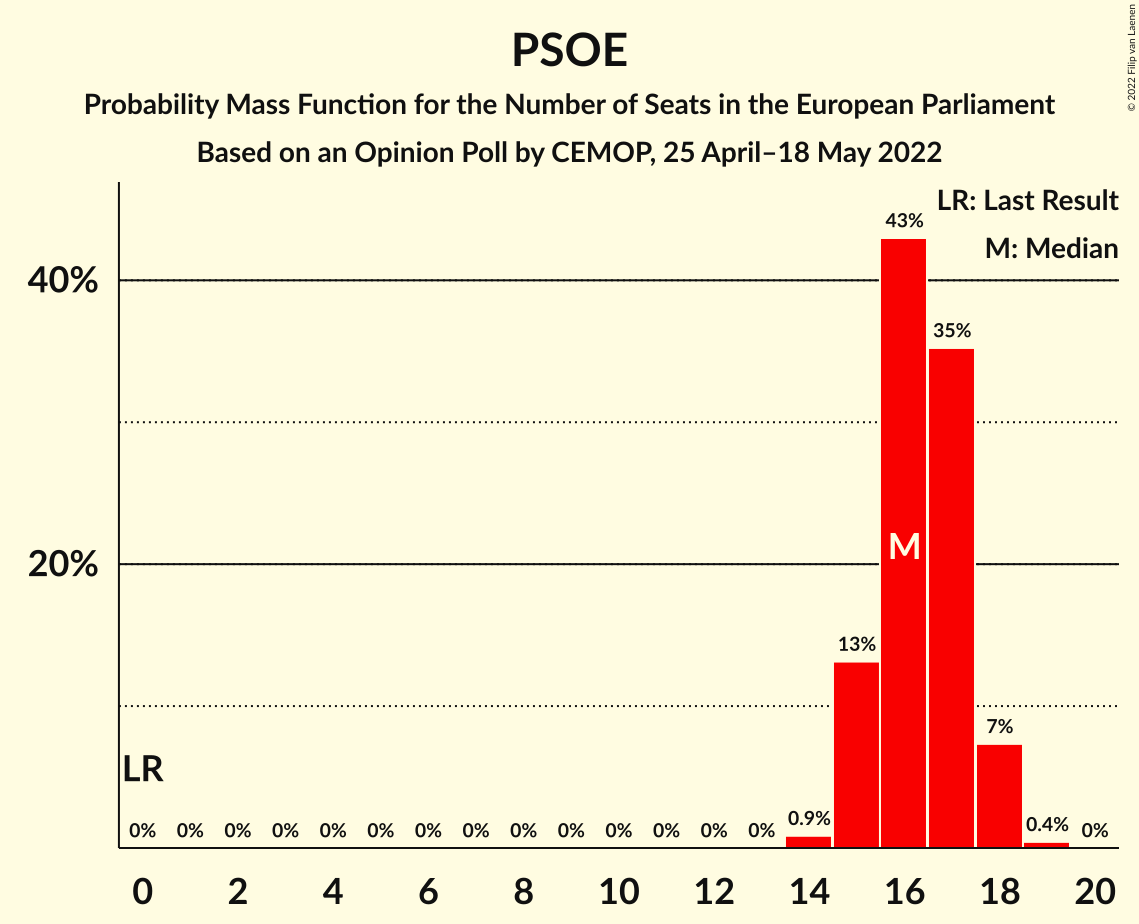 PSOE
Probability Mass Function for the Number of Seats in the European Parliament
Based on an Opinion Poll by CEMOP, 25 April–18 May 2022
© 2022 Filip van Laenen
LR: Last Result
M: Median
40%
20%
43%
35%
M
13%
7%
LR
0% 0% 0% 0% 0% 0% 0% 0% 0% 0% 0% 0% 0% 0% 0.9% 0.4% 0%
0 2 4 6 8 10 12 14 16 18 20